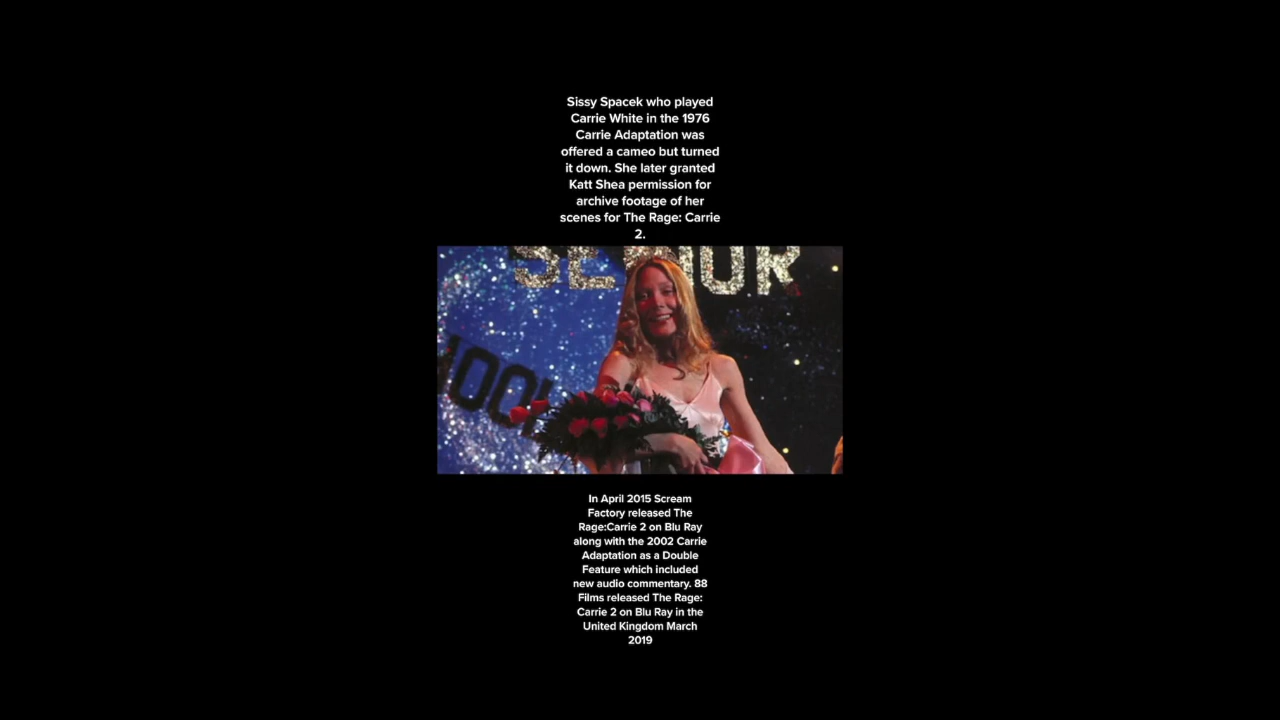 Sissy Spacek who played
Carrie White in the 1976
Carrie Adaptation was
offered a cameo but turned
it down. She later granted
Katt Shea permission for
archive footage of her
scenes for The Rage: Carrie
2.
SENIOR
In April 2015 Scream
Factory released The
Rage:Carrie 2 on Blu Ray
along with the 2002 Carrie
Adaptation as a Double
Feature which included
new audio commentary. 88
Films released The Rage:
Carrie 2 on Blu Ray in the
United Kingdom March
2019